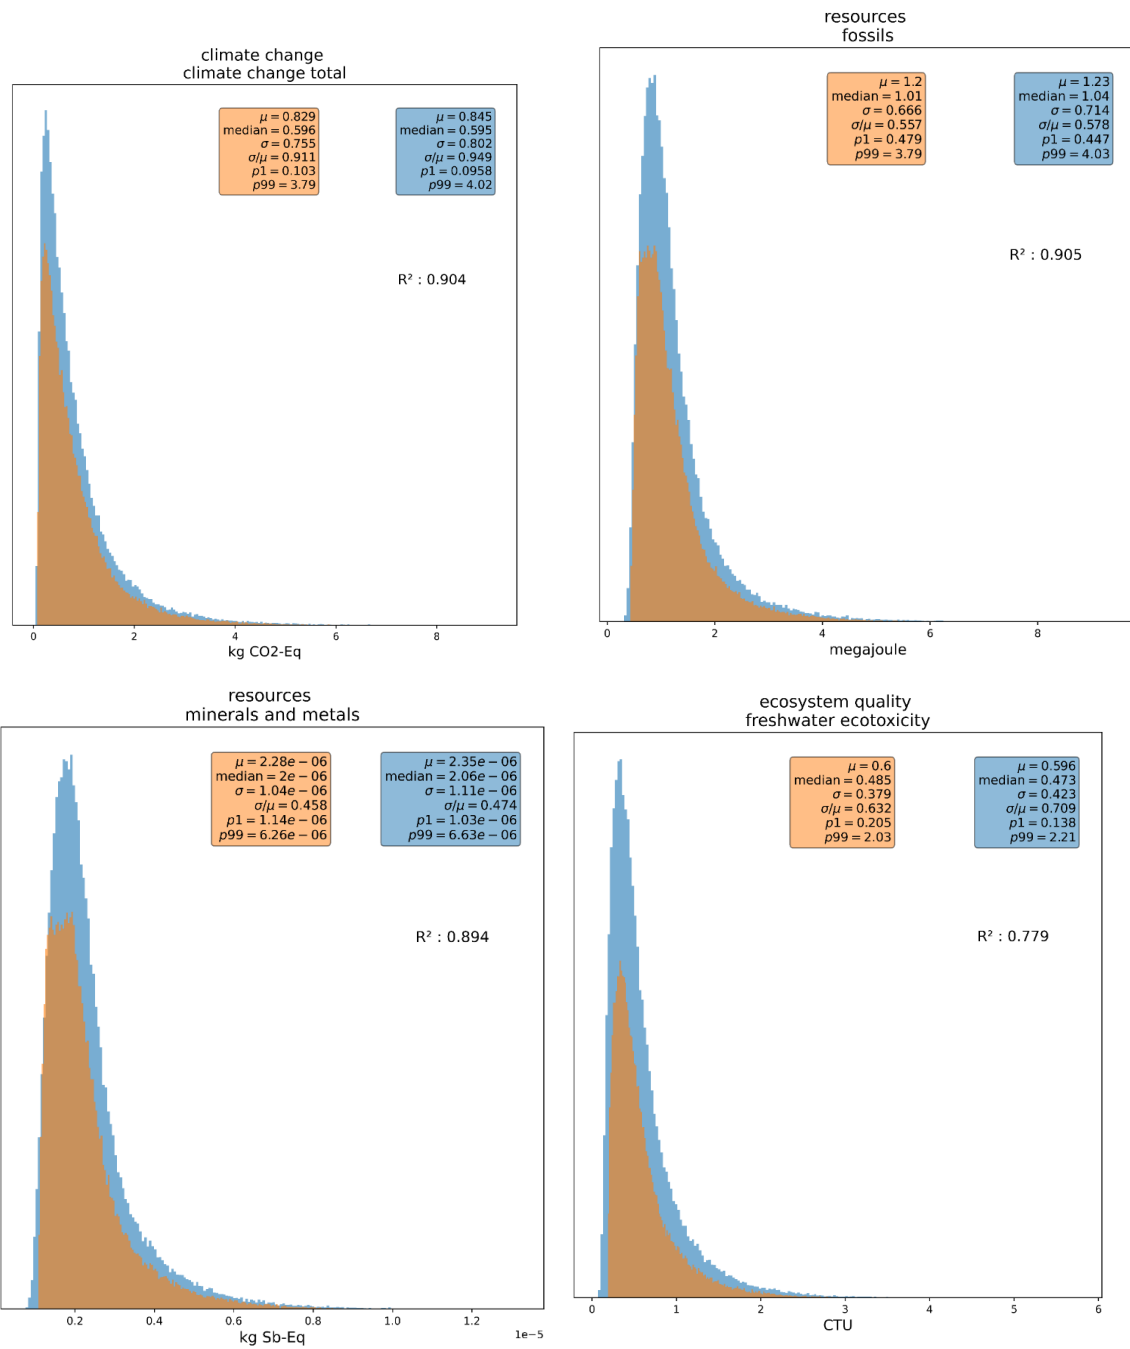 climate change
climate change total
μ = 0.829
median = 0.596
σ = 0.755
σ/μ = 0.911
p1 = 0.103
p99 = 3.79
μ = 0.845
median = 0.595
σ = 0.802
σ/μ = 0.949
p1 = 0.0958
p99 = 4.02
R² : 0.904
0 2 4 6 8
kg CO2-Eq
resources
fossils
μ = 1.2
median = 1.01
σ = 0.666
σ/μ = 0.557
p1 = 0.479
p99 = 3.79
μ = 1.23
median = 1.04
σ = 0.714
σ/μ = 0.578
p1 = 0.447
p99 = 4.03
R² : 0.905
0 2 4 6 8
megajoule
resources
minerals and metals
μ = 2.28e − 06
median = 2e − 06
σ = 1.04e − 06
σ/μ = 0.458
p1 = 1.14e − 06
p99 = 6.26e − 06
μ = 2.35e − 06
median = 2.06e − 06
σ = 1.11e − 06
σ/μ = 0.474
p1 = 1.03e − 06
p99 = 6.63e − 06
R² : 0.894
0.2 0.4 0.6 0.8 1.0 1.2
1e−5
kg Sb-Eq
ecosystem quality
freshwater ecotoxicity
μ = 0.6
median = 0.485
σ = 0.379
σ/μ = 0.632
p1 = 0.205
p99 = 2.03
μ = 0.596
median = 0.473
σ = 0.423
σ/μ = 0.709
p1 = 0.138
p99 = 2.21
R² : 0.779
0 1 2 3 4 5 6
CTU